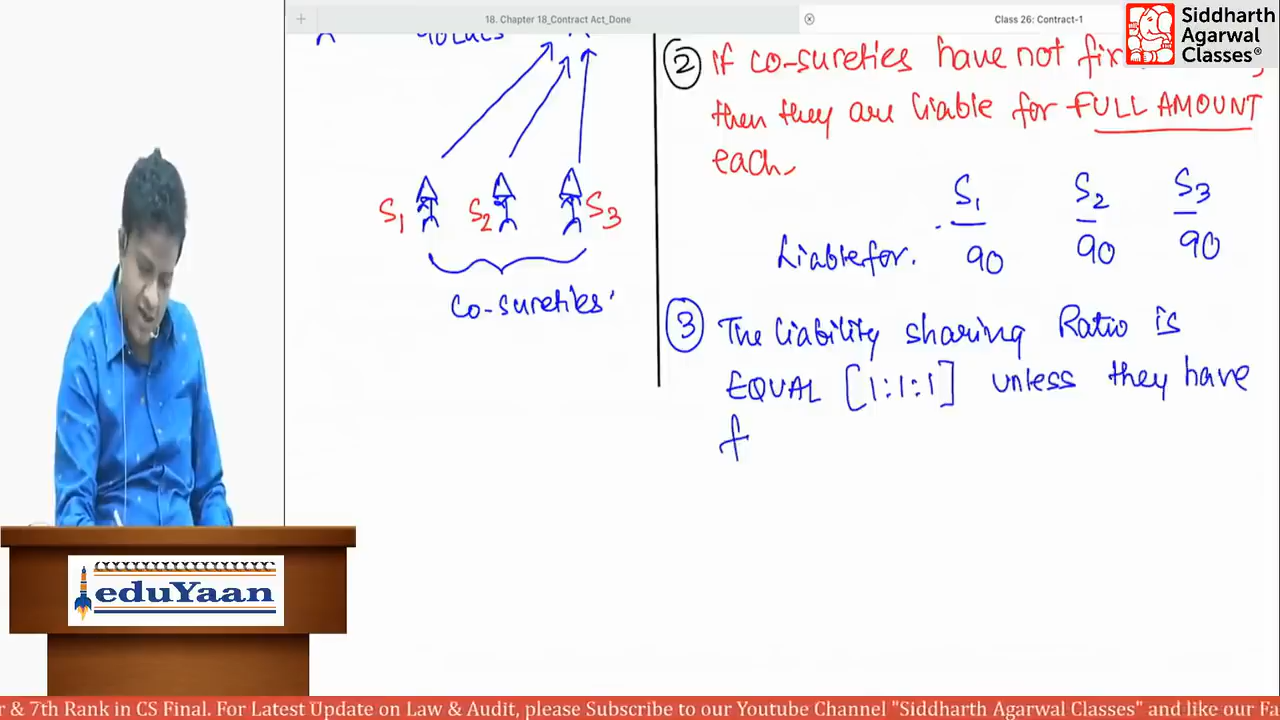 18. Chapter 18_Contract Act_Done
Class 26: Contract-1
Siddharth
Agarwal
Classes®
② If co-sureties have not
then they are liable for FULL AMOUNT
each.
S1 S2 S3
Liable for. 90 90 90
S1 S2 S3
co-sureties
③ The liability sharing Ratio is
EQUAL [1:1:1] unless they have
f
eduYaan
r & 7th Rank in CS Final. For Latest Update on Law & Audit, please Subscribe to our Youtube Channel "Siddharth Agarwal Classes" and like our Fa